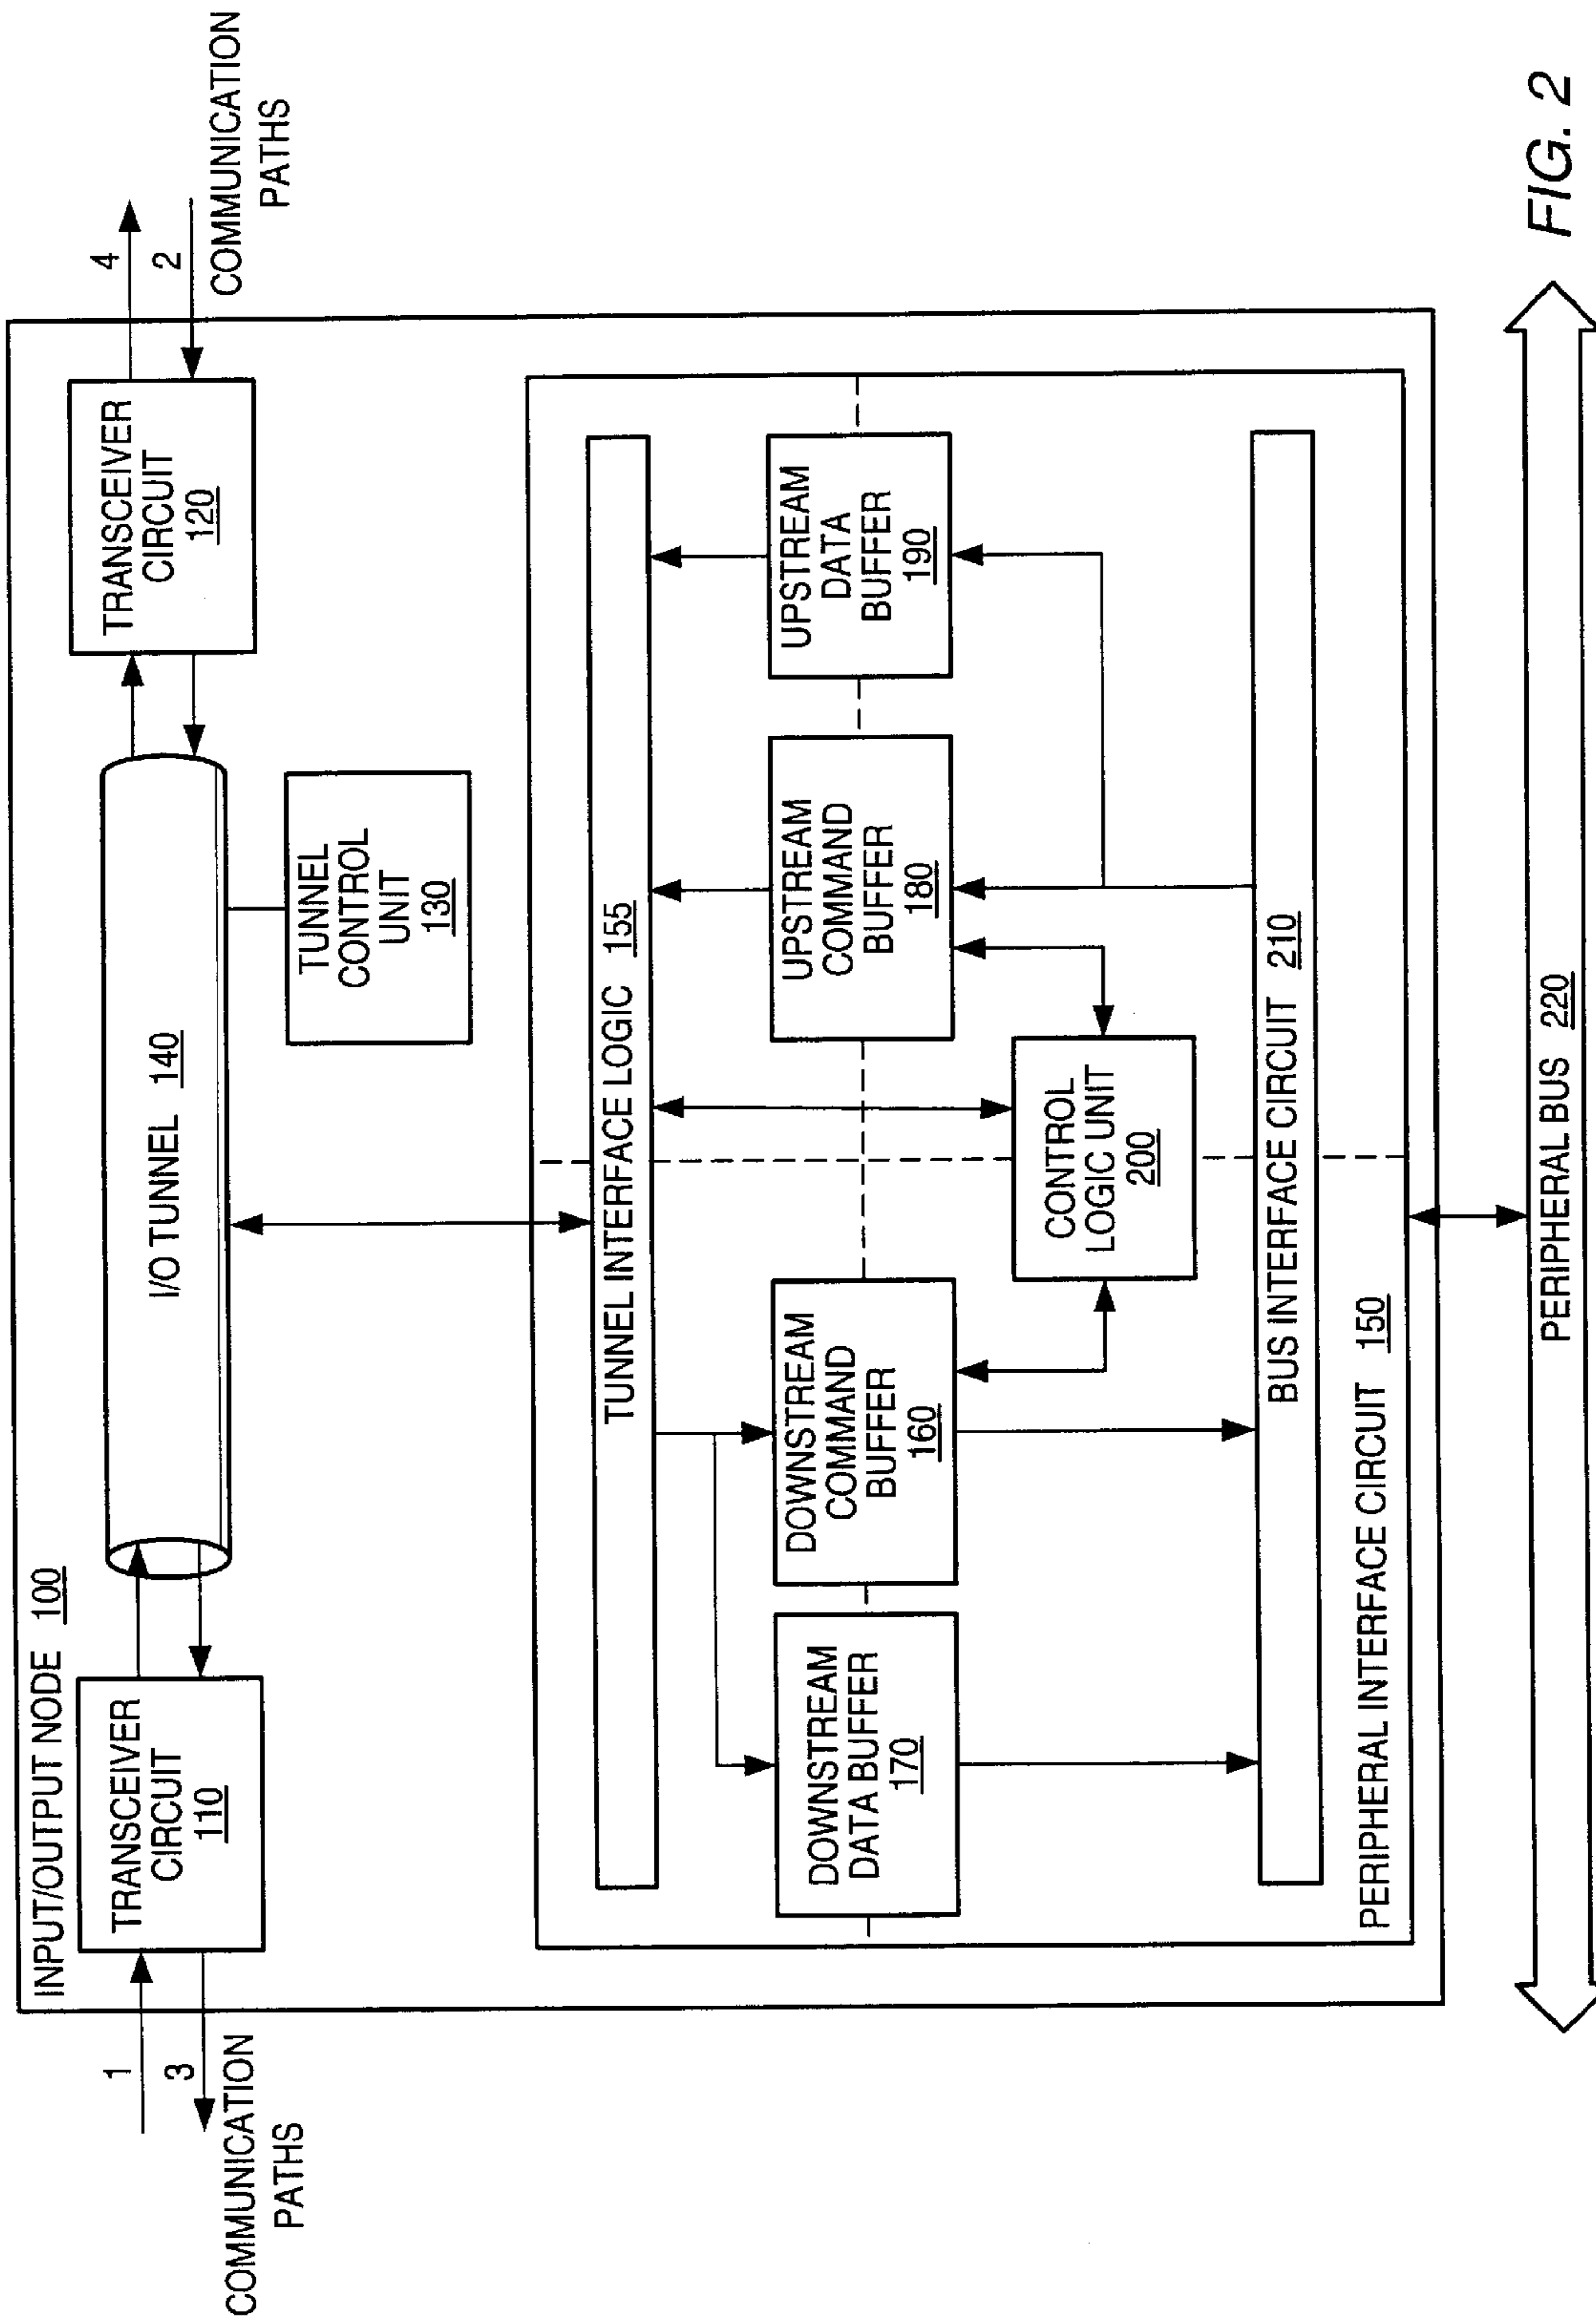 INPUT/OUTPUT NODE 100
1
3
COMMUNICATION
PATHS
TRANSCEIVER
CIRCUIT
110
I/O TUNNEL 140
TRANSCEIVER
CIRCUIT
120
4
2
COMMUNICATION
PATHS
TUNNEL
CONTROL
UNIT
130
TUNNEL INTERFACE LOGIC 155
DOWNSTREAM
DATA BUFFER
170
DOWNSTREAM
COMMAND
BUFFER
160
UPSTREAM
COMMAND
BUFFER
180
UPSTREAM
DATA
BUFFER
190
CONTROL
LOGIC UNIT
200
BUS INTERFACE CIRCUIT 210
PERIPHERAL INTERFACE CIRCUIT 150
PERIPHERAL BUS 220
FIG. 2